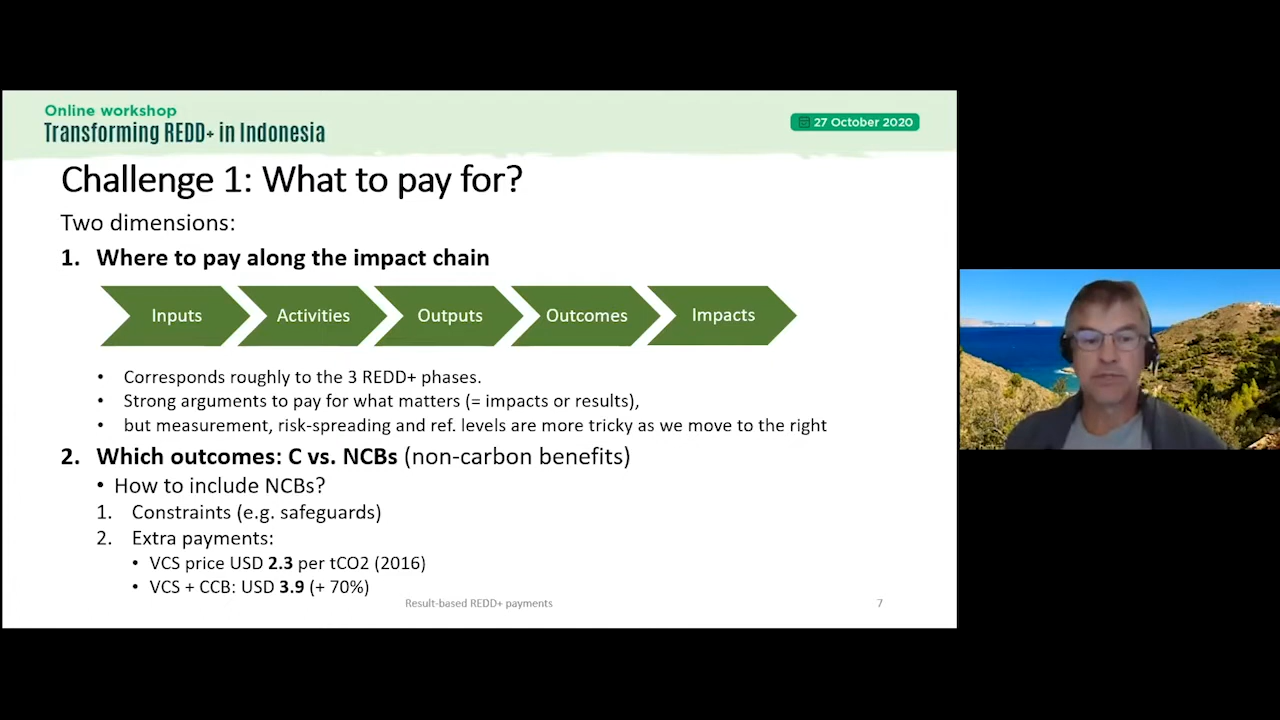 Online workshop
Transforming REDD+ in Indonesia
27 October 2020
Challenge 1: What to pay for?
Two dimensions:
1. Where to pay along the impact chain
Inputs Activities Outputs Outcomes Impacts
• Corresponds roughly to the 3 REDD+ phases.
• Strong arguments to pay for what matters (= impacts or results),
• but measurement, risk-spreading and ref. levels are more tricky as we move to the right
2. Which outcomes: C vs. NCBs (non-carbon benefits)
• How to include NCBs?
1. Constraints (e.g. safeguards)
2. Extra payments:
• VCS price USD 2.3 per tCO2 (2016)
• VCS + CCB: USD 3.9 (+ 70%)
Result-based REDD+ payments
7